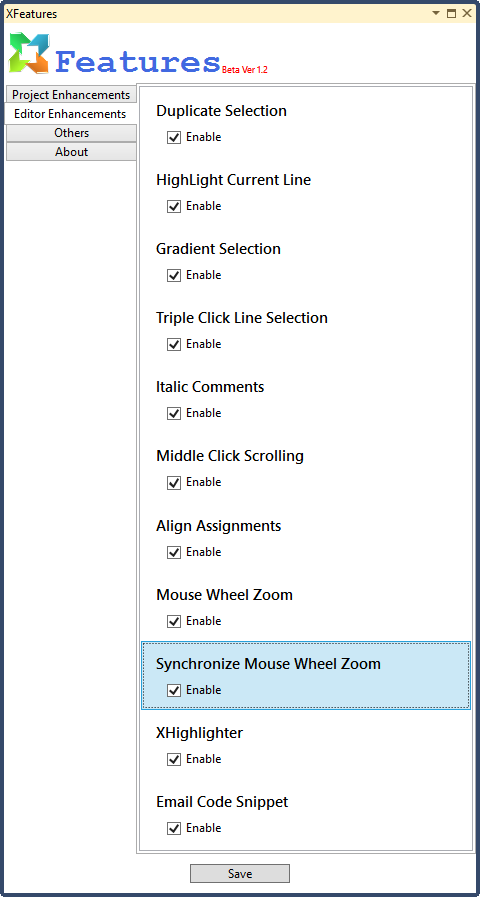 XFeatures
Features Beta Ver 1.2
Project Enhancements
Editor Enhancements
Others
About
Duplicate Selection
Enable
HighLight Current Line
Enable
Gradient Selection
Enable
Triple Click Line Selection
Enable
Italic Comments
Enable
Middle Click Scrolling
Enable
Align Assignments
Enable
Mouse Wheel Zoom
Enable
Synchronize Mouse Wheel Zoom
Enable
XHighlighter
Enable
Email Code Snippet
Enable
Save